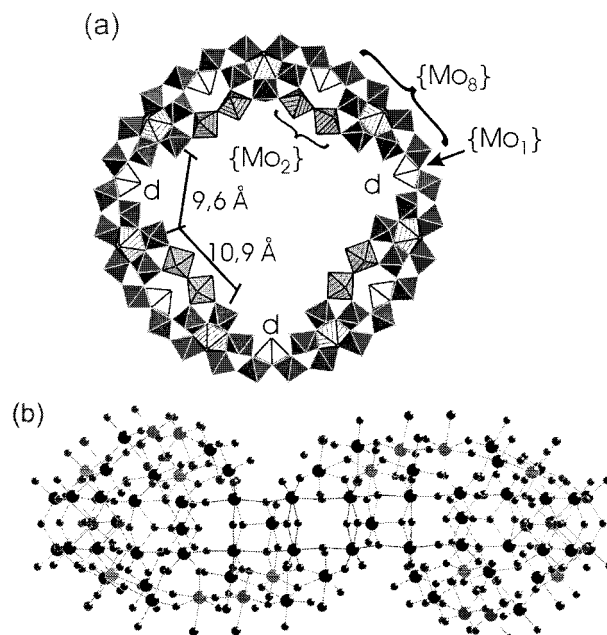 (a)
{Mo₈}
{Mo₁}
{Mo₂}
d
d
9,6 Å
10,9 Å
d
(b)